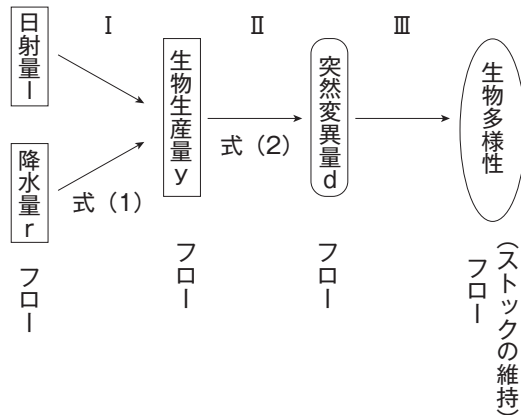 Ⅰ
Ⅱ
Ⅲ
日射量I
降水量r
式（1）
生物生産量y
式（2）
突然変異量d
生物多様性
フロー
フロー
フロー
フロー
（ストックの維持）